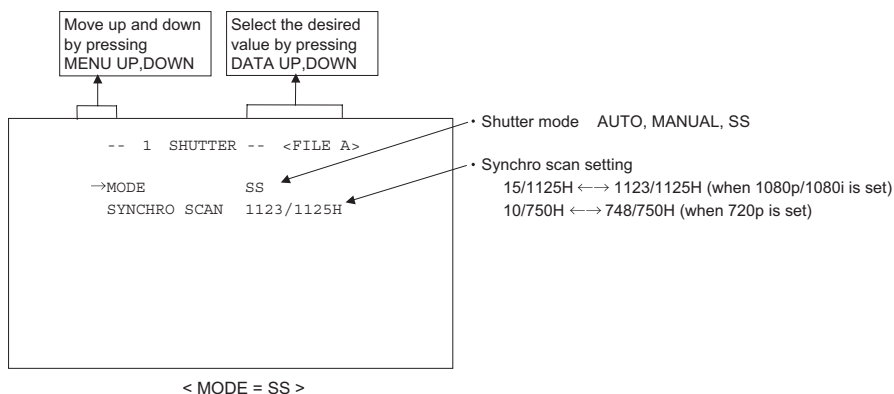 Move up and down
by pressing
MENU UP,DOWN
Select the desired
value by pressing
DATA UP,DOWN
-- 1 SHUTTER -- <FILE A>
→MODE SS
SYNCHRO SCAN 1123/1125H
・Shutter mode AUTO, MANUAL, SS
・Synchro scan setting
15/1125H ←→ 1123/1125H (when 1080p/1080i is set)
10/750H ←→ 748/750H (when 720p is set)
< MODE = SS >